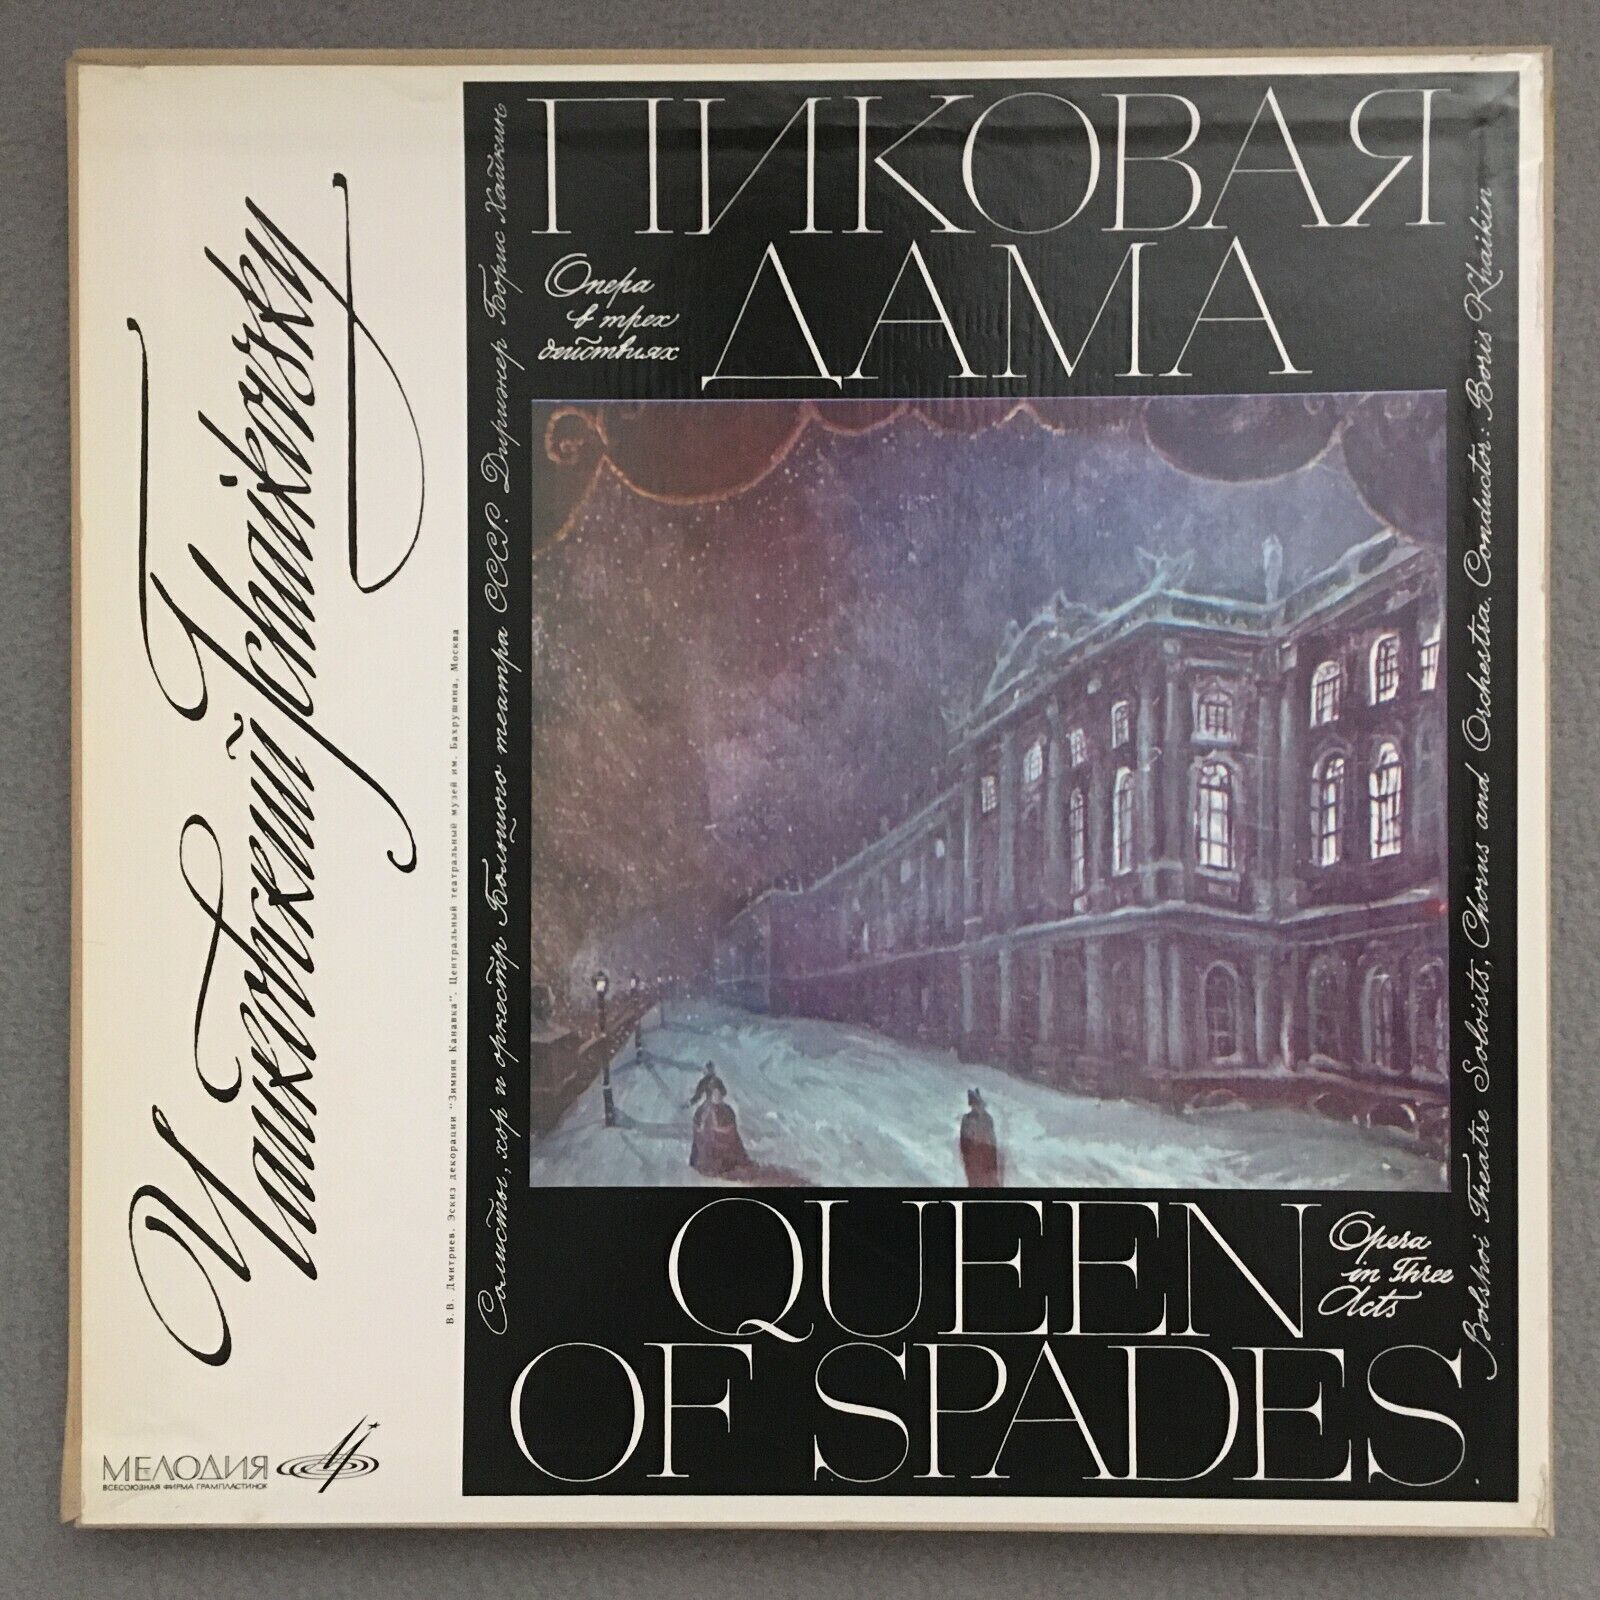 Чайковский Tschaikovsky
В. В. Дмитриев. Эскиз декорации "Зимняя Канавка". Центральный театральный музей им. Бахрушина, Москва
Солисты, хор и оркестр Большого театра СССР. Дирижер Борис Хайкин
ПИКОВАЯ
ДАМА
Опера
в трех
действиях
QUEEN
OF SPADES
Opera
in Three
Acts
Bolshoi Theatre Soloists, Chorus and Orchestra. Conductor: Boris Khaikin
МЕЛОДИЯ
ВСЕСОЮЗНАЯ ФИРМА ГРАМПЛАСТИНОК